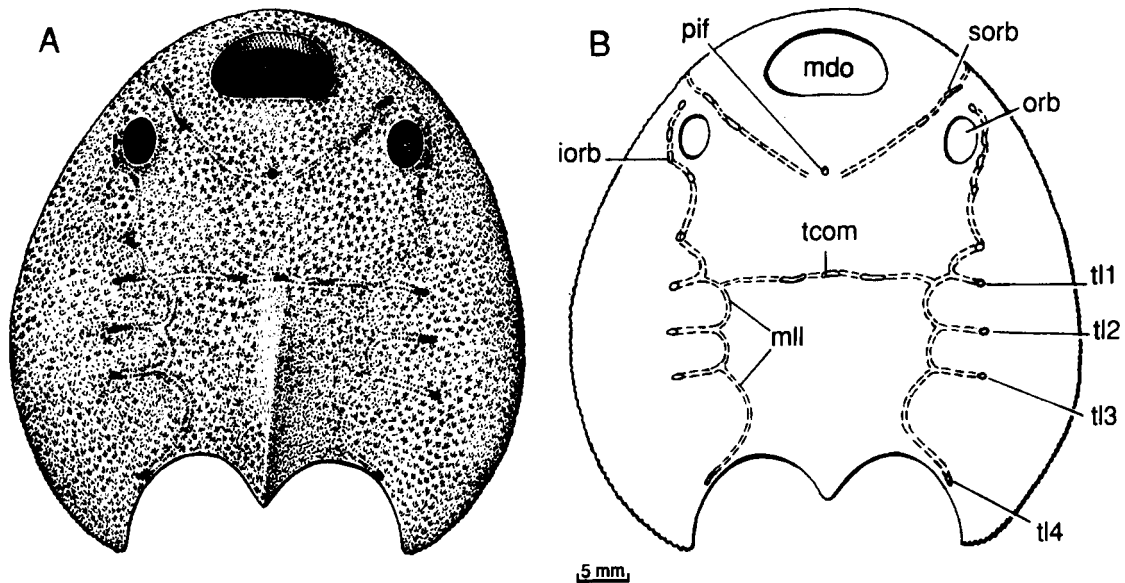 A
B
pif
sorb
mdo
orb
iorb
tcom
tl1
mll
tl2
tl3
tl4
5 mm